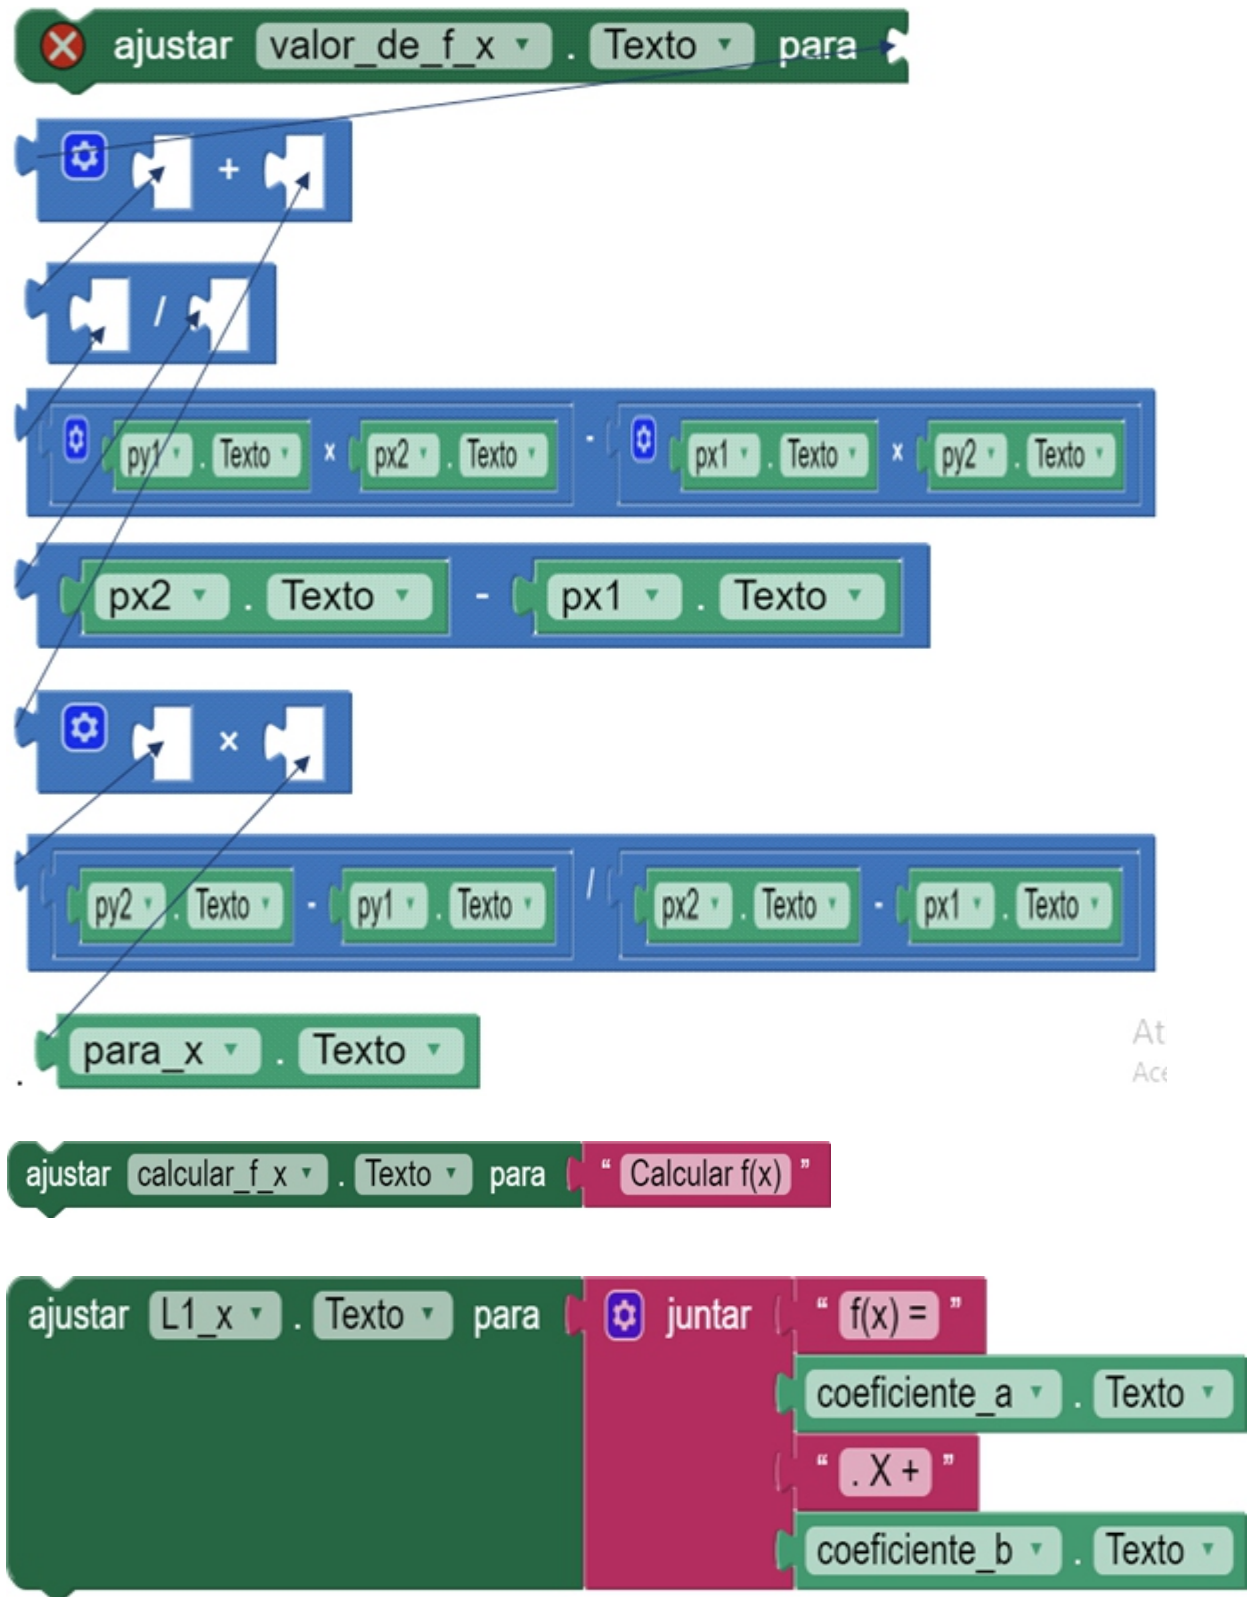 ajustar valor_de_f_x . Texto para
+
/
py1 . Texto x px2 . Texto - px1 . Texto x py2 . Texto
px2 . Texto - px1 . Texto
×
py2 . Texto - py1 . Texto / px2 . Texto - px1 . Texto
para_x . Texto
At
.
Ace
ajustar calcular_f_x . Texto para “ Calcular f(x) ”
ajustar L1_x . Texto para juntar “ f(x) = ”
coeficiente_a . Texto
“ . X + ”
coeficiente_b . Texto